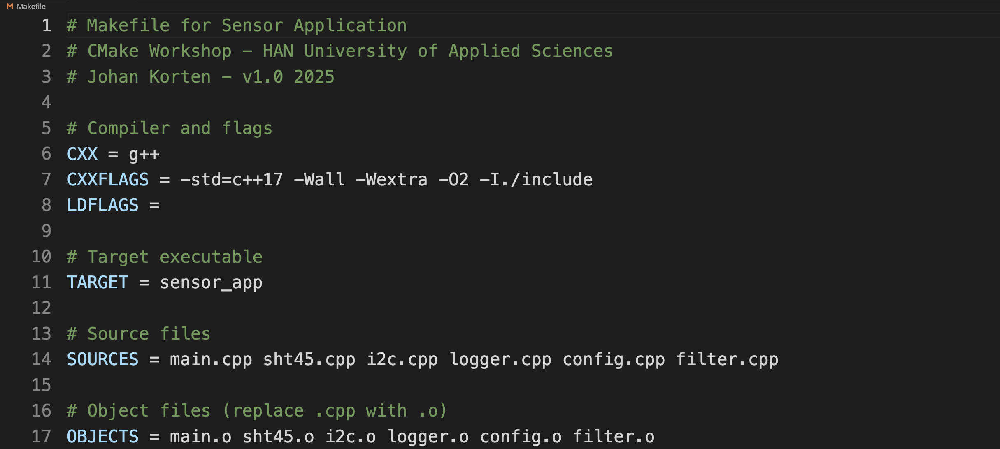 Makefile
1 # Makefile for Sensor Application
2 # CMake Workshop - HAN University of Applied Sciences
3 # Johan Korten - v1.0 2025
4
5 # Compiler and flags
6 CXX = g++
7 CXXFLAGS = -std=c++17 -Wall -Wextra -O2 -I./include
8 LDFLAGS =
9
10 # Target executable
11 TARGET = sensor_app
12
13 # Source files
14 SOURCES = main.cpp sht45.cpp i2c.cpp logger.cpp config.cpp filter.cpp
15
16 # Object files (replace .cpp with .o)
17 OBJECTS = main.o sht45.o i2c.o logger.o config.o filter.o